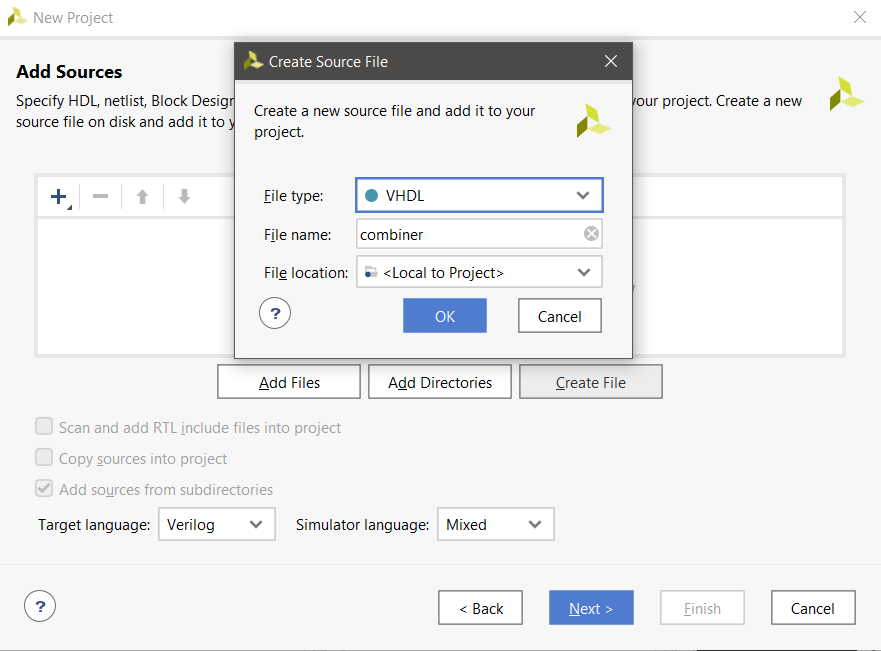 New Project
Add Sources
Specify HDL, netlist, Block Desig
your project. Create a new
source file on disk and add it to y
Create Source File
Create a new source file and add it to your
project.
File type:
VHDL
File name:
combiner
File location:
<Local to Project>
?
OK
Cancel
Add Files
Add Directories
Create File
Scan and add RTL include files into project
Copy sources into project
Add sources from subdirectories
Target language:
Verilog
Simulator language:
Mixed
?
< Back
Next >
Finish
Cancel